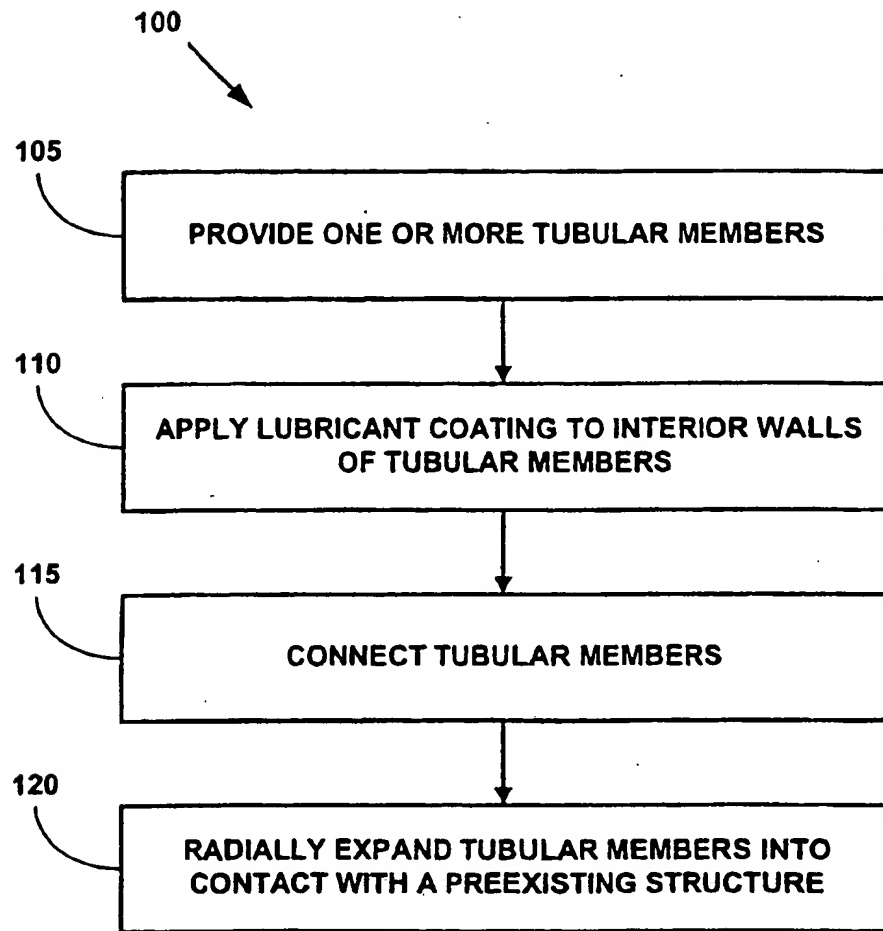 100
105
PROVIDE ONE OR MORE TUBULAR MEMBERS
110
APPLY LUBRICANT COATING TO INTERIOR WALLS
OF TUBULAR MEMBERS
115
CONNECT TUBULAR MEMBERS
120
RADIALLY EXPAND TUBULAR MEMBERS INTO
CONTACT WITH A PREEXISTING STRUCTURE